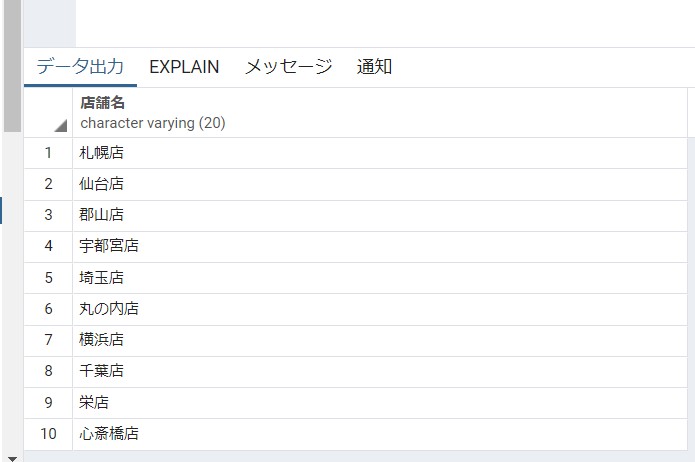 データ出力 EXPLAIN メッセージ 通知
店舗名
character varying (20)
1 札幌店
2 仙台店
3 郡山店
4 宇都宮店
5 埼玉店
6 丸の内店
7 横浜店
8 千葉店
9 栄店
10 心斎橋店